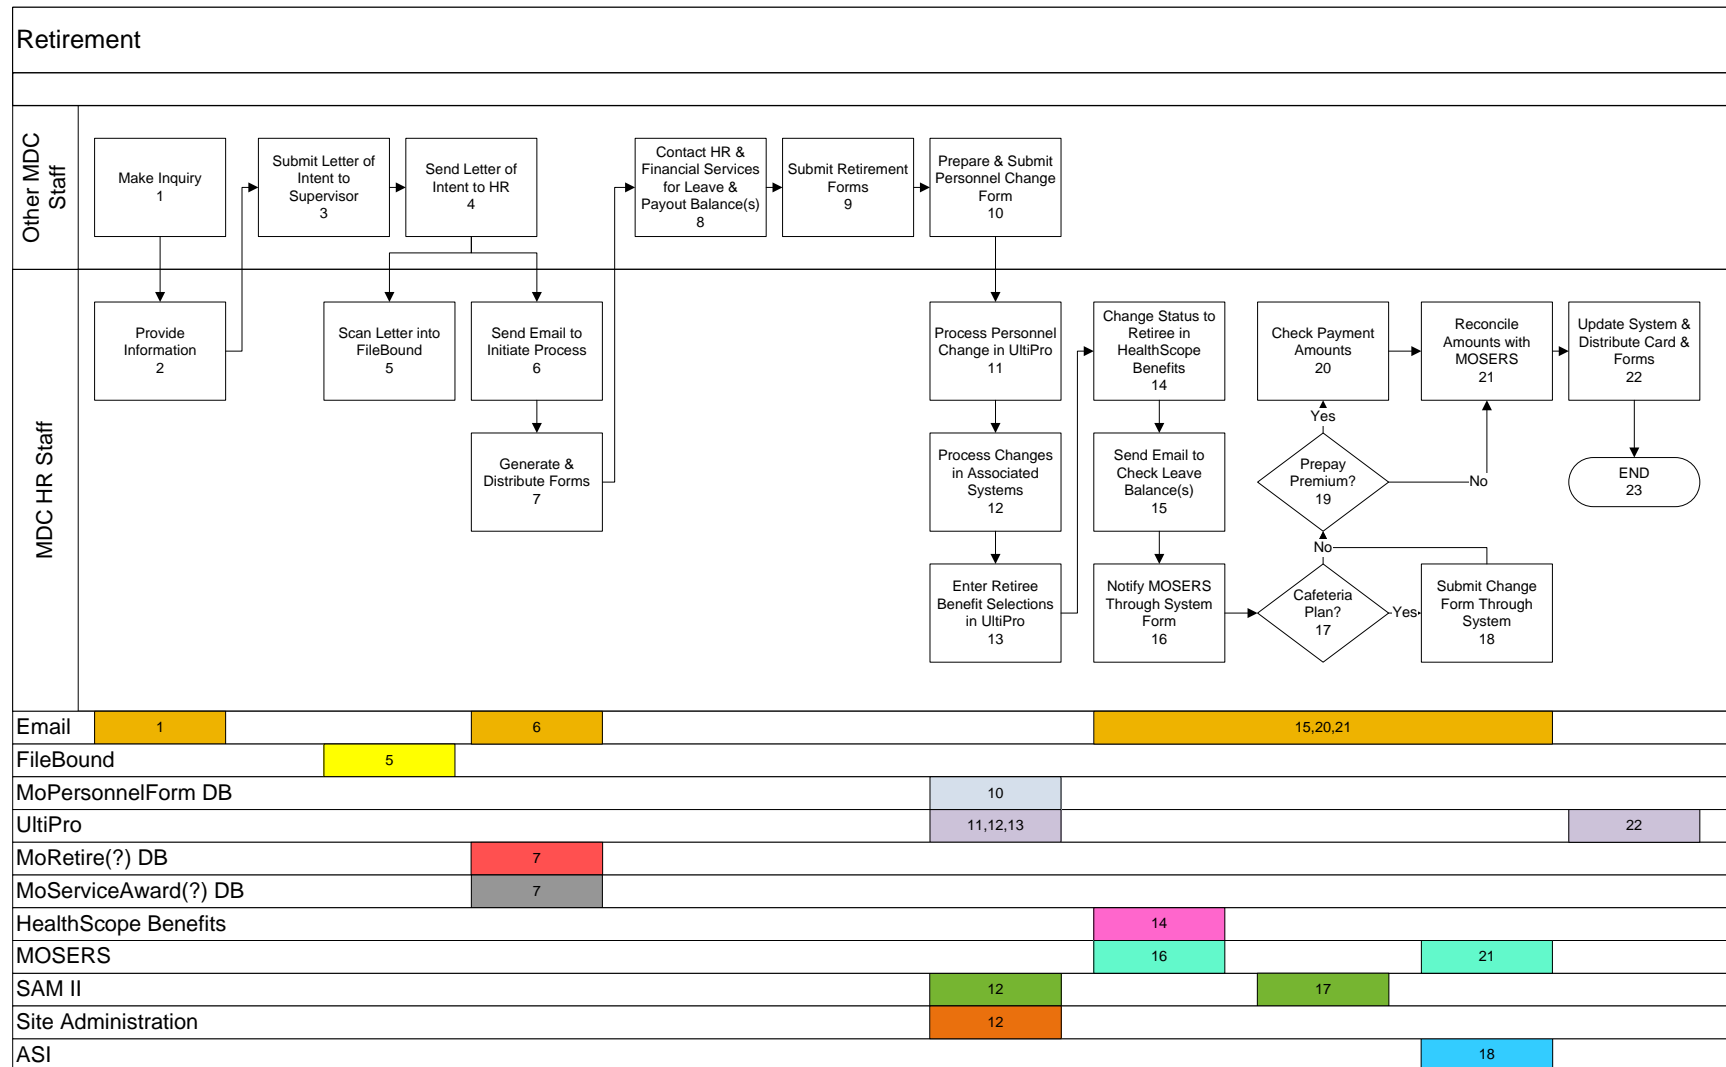 Retirement
Other MDC
Staff
Make Inquiry
1
Submit Letter of
Intent to
Supervisor
3
Send Letter of
Intent to HR
4
Contact HR &
Financial Services
for Leave &
Payout Balance(s)
8
Submit Retirement
Forms
9
Prepare & Submit
Personnel Change
Form
10
MDC HR Staff
Provide
Information
2
Scan Letter into
FileBound
5
Send Email to
Initiate Process
6
Generate &
Distribute Forms
7
Process Personnel
Change in UltiPro
11
Process Changes
in Associated
Systems
12
Enter Retiree
Benefit Selections
in UltiPro
13
Change Status to
Retiree in
HealthScope
Benefits
14
Send Email to
Check Leave
Balance(s)
15
Notify MOSERS
Through System
Form
16
Cafeteria
Plan?
17
Yes
Submit Change
Form Through
System
18
No
Prepay
Premium?
19
No
Yes
Check Payment
Amounts
20
Reconcile
Amounts with
MOSERS
21
Update System &
Distribute Card &
Forms
22
END
23
Email
1
6
15,20,21
FileBound
5
MoPersonnelForm DB
10
UltiPro
11,12,13
22
MoRetire(?) DB
7
MoServiceAward(?) DB
7
HealthScope Benefits
14
MOSERS
16
21
SAM II
12
17
Site Administration
12
ASI
18